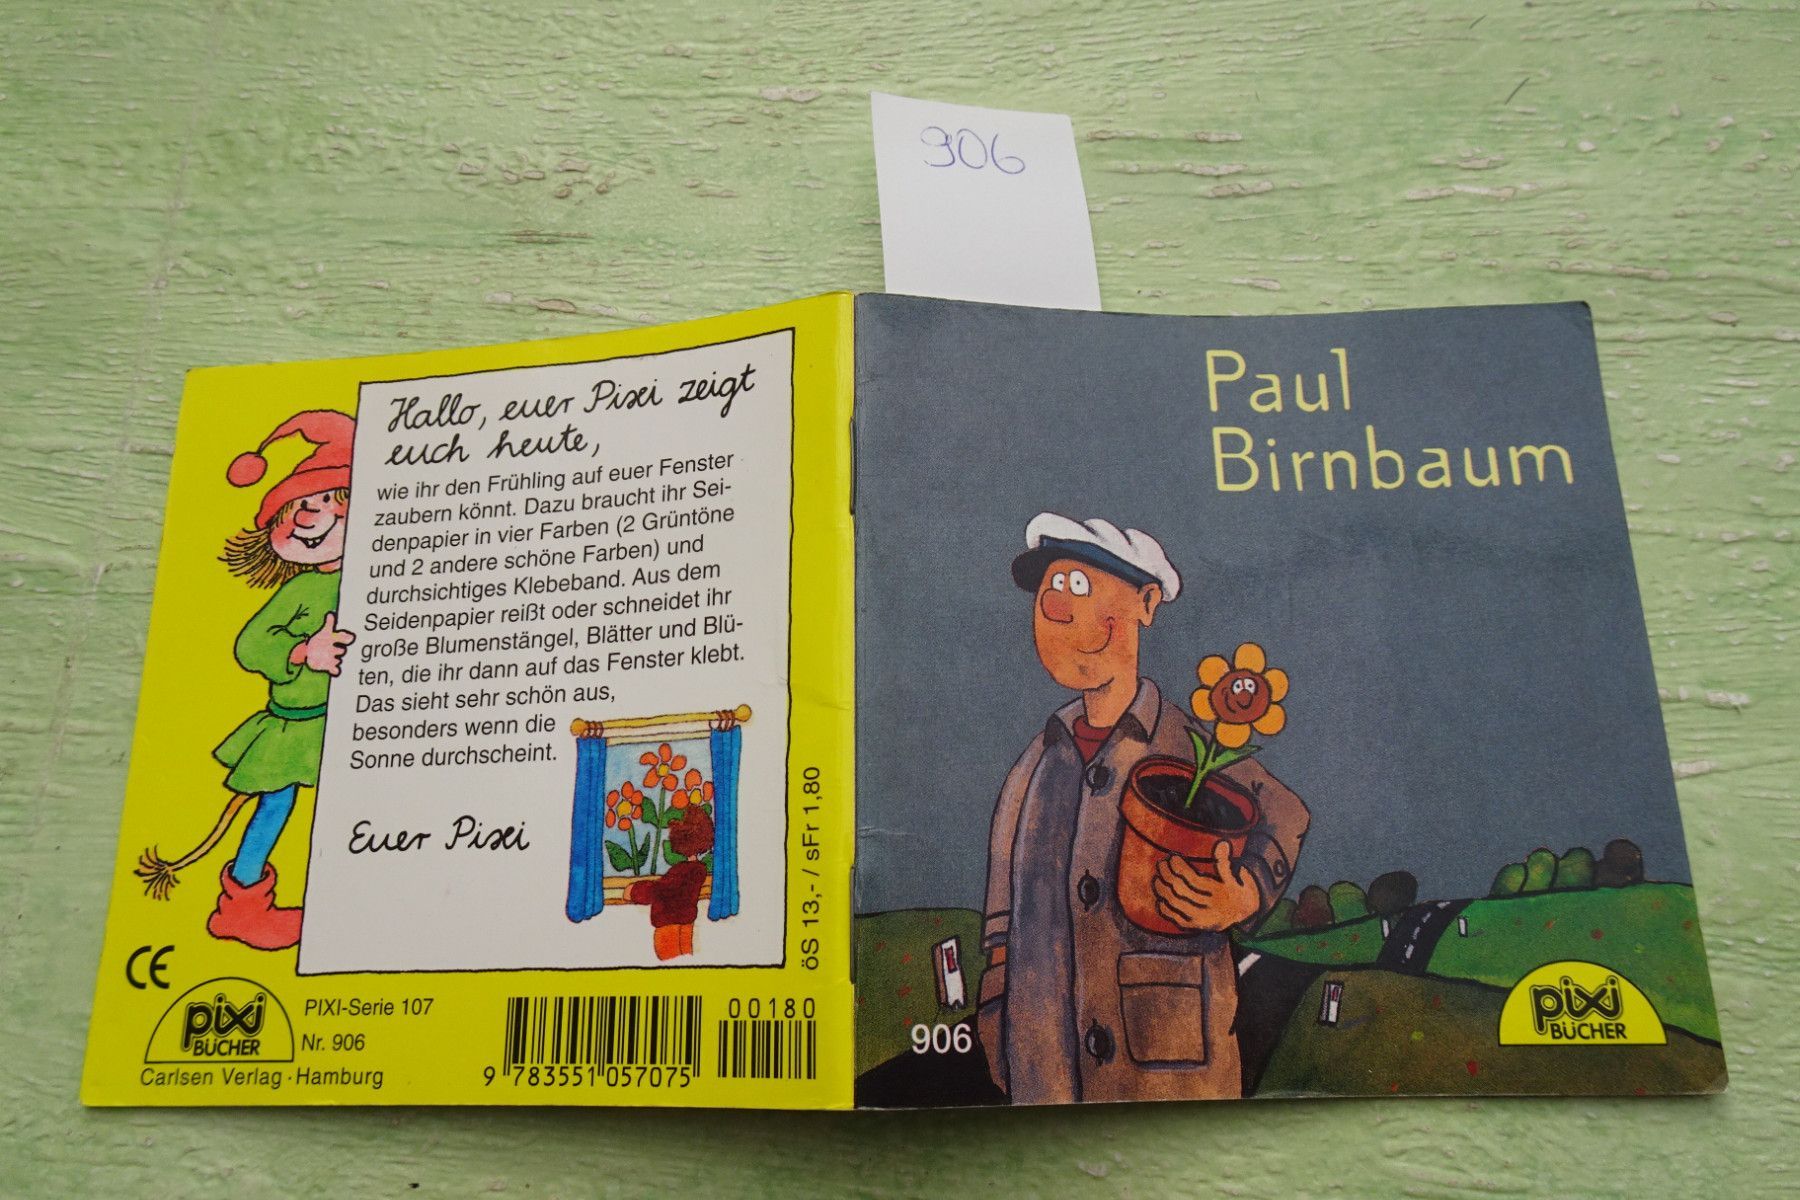 906
Hallo, euer Pixi zeigt
euch heute,
wie ihr den Frühling auf euer Fenster
zaubern könnt. Dazu braucht ihr Sei-
denpapier in vier Farben (2 Grüntöne
und 2 andere schöne Farben) und
durchsichtiges Klebeband. Aus dem
Seidenpapier reißt oder schneidet ihr
große Blumenstängel, Blätter und Blü-
ten, die ihr dann auf das Fenster klebt.
Das sieht sehr schön aus,
besonders wenn die
Sonne durchscheint.
Euer Pixi
öS 13,- / sFr 1,80
CE
pixi
BÜCHER
PIXI-Serie 107
Nr. 906
Carlsen Verlag · Hamburg
9 783551 057075
00180
Paul
Birnbaum
906
pixi
BÜCHER